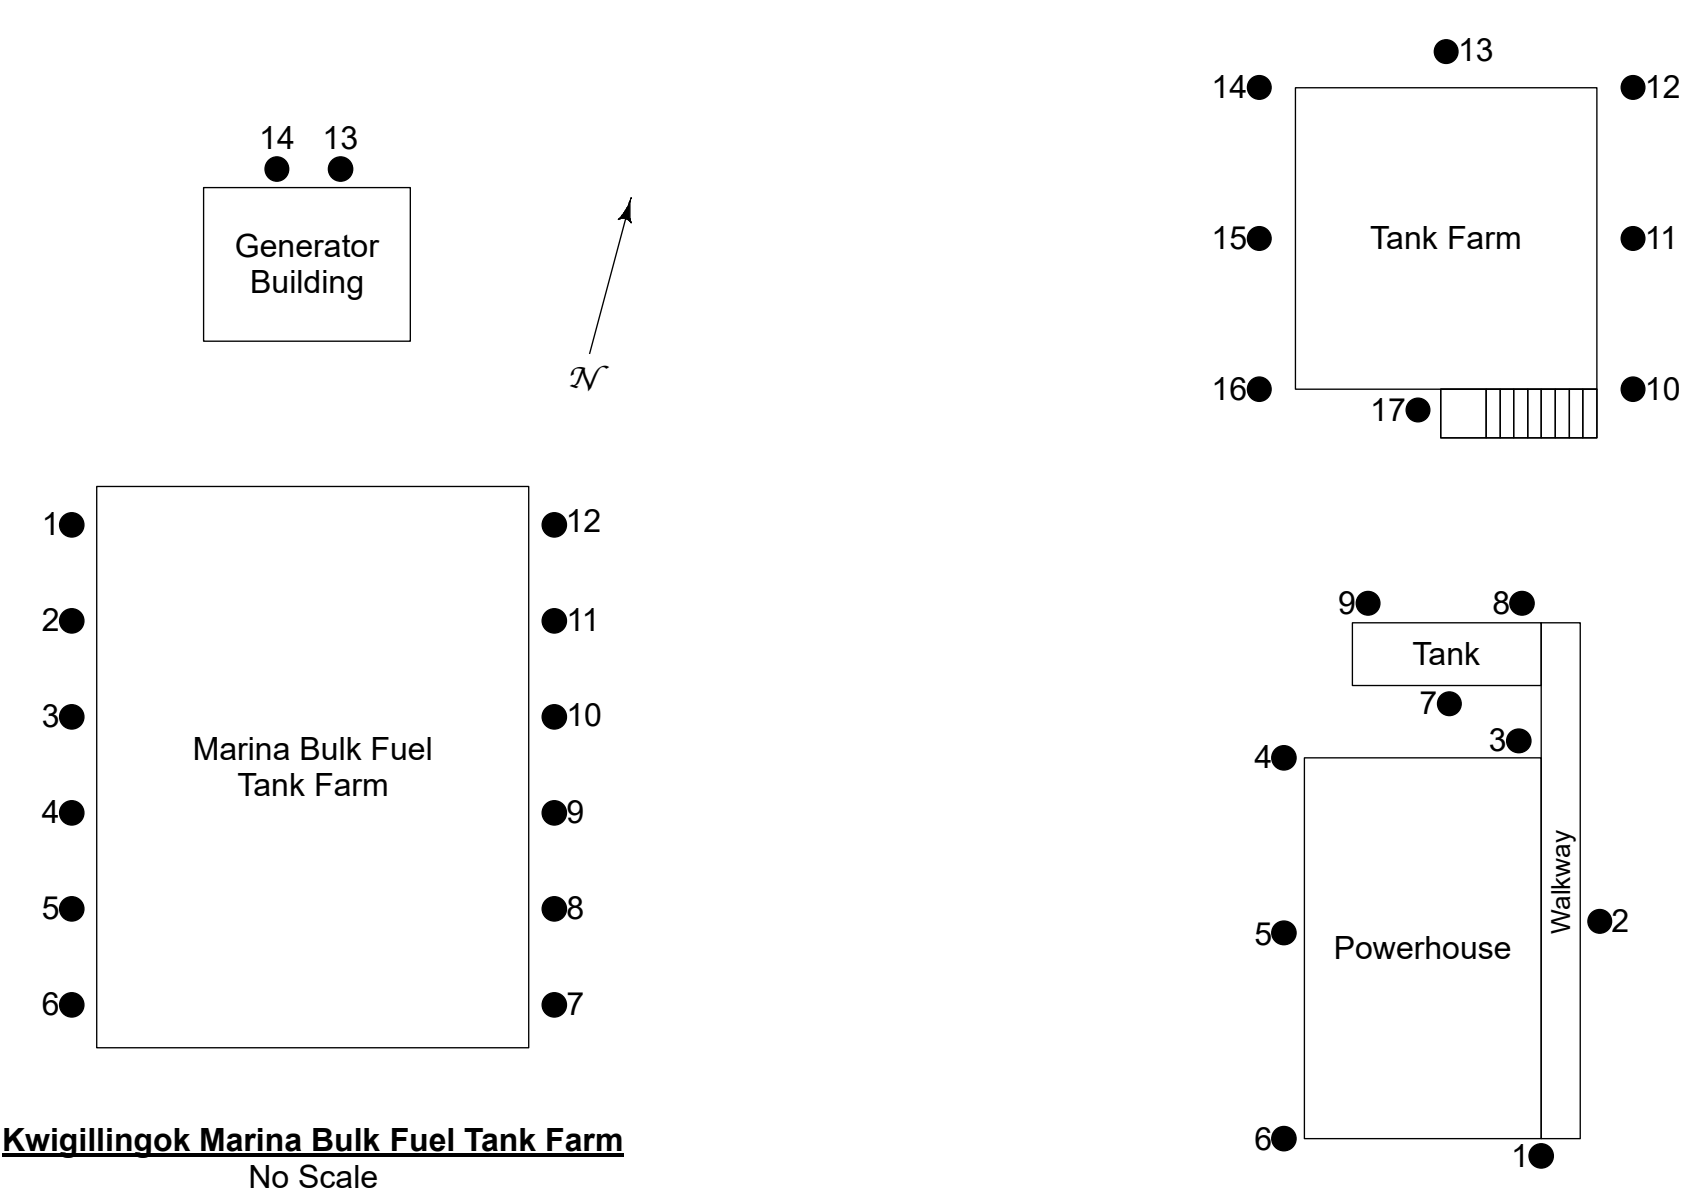 14 13
Generator
Building
N
1 12
2 11
3 10
Marina Bulk Fuel
Tank Farm
4 9
5 8
6 7
Kwigillingok Marina Bulk Fuel Tank Farm
No Scale
13
14 12
15 Tank Farm 11
16 10
17
9 8
Tank
7
3
4
Walkway
2
5
Powerhouse
6
1